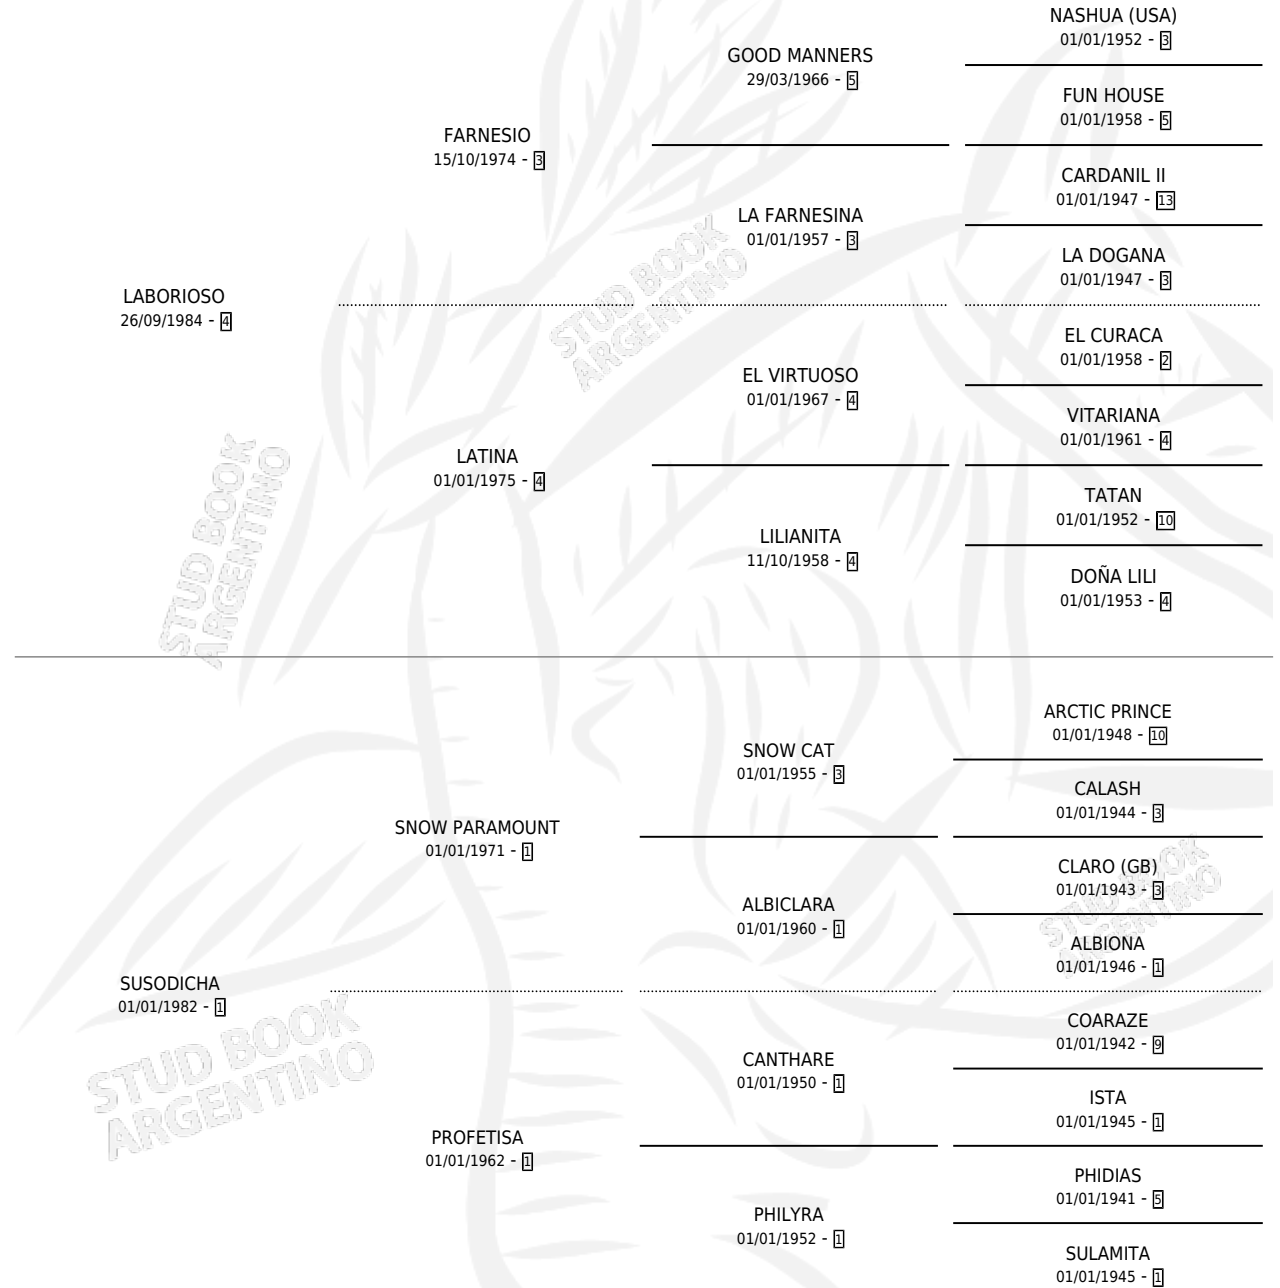 NASHUA (USA)
01/01/1952 - 3
GOOD MANNERS
29/03/1966 - 5
FUN HOUSE
01/01/1958 - 5
FARNESIO
15/10/1974 - 3
CARDANIL II
01/01/1947 - 13
LA FARNESINA
01/01/1957 - 3
LA DOGANA
01/01/1947 - 3
LABORIOSO
26/09/1984 - 4
EL CURACA
01/01/1958 - 2
EL VIRTUOSO
01/01/1967 - 4
VITARIANA
01/01/1961 - 4
LATINA
01/01/1975 - 4
TATAN
01/01/1952 - 10
LILIANITA
11/10/1958 - 4
DOÑA LILI
01/01/1953 - 4
ARCTIC PRINCE
01/01/1948 - 10
SNOW CAT
01/01/1955 - 3
CALASH
01/01/1944 - 3
SNOW PARAMOUNT
01/01/1971 - 1
CLARO (GB)
01/01/1943 - 3
ALBICLARA
01/01/1960 - 1
ALBIONA
01/01/1946 - 1
SUSODICHA
01/01/1982 - 1
COARAZE
01/01/1942 - 9
CANTHARE
01/01/1950 - 1
ISTA
01/01/1945 - 1
PROFETISA
01/01/1962 - 1
PHIDIAS
01/01/1941 - 5
PHILYRA
01/01/1952 - 1
SULAMITA
01/01/1945 - 1
STUD BOOK
ARGENTINO
STUD BOOK
ARGENTINO
STUD BOOK
ARGENTINO
STUD BOOK
ARGENTINO